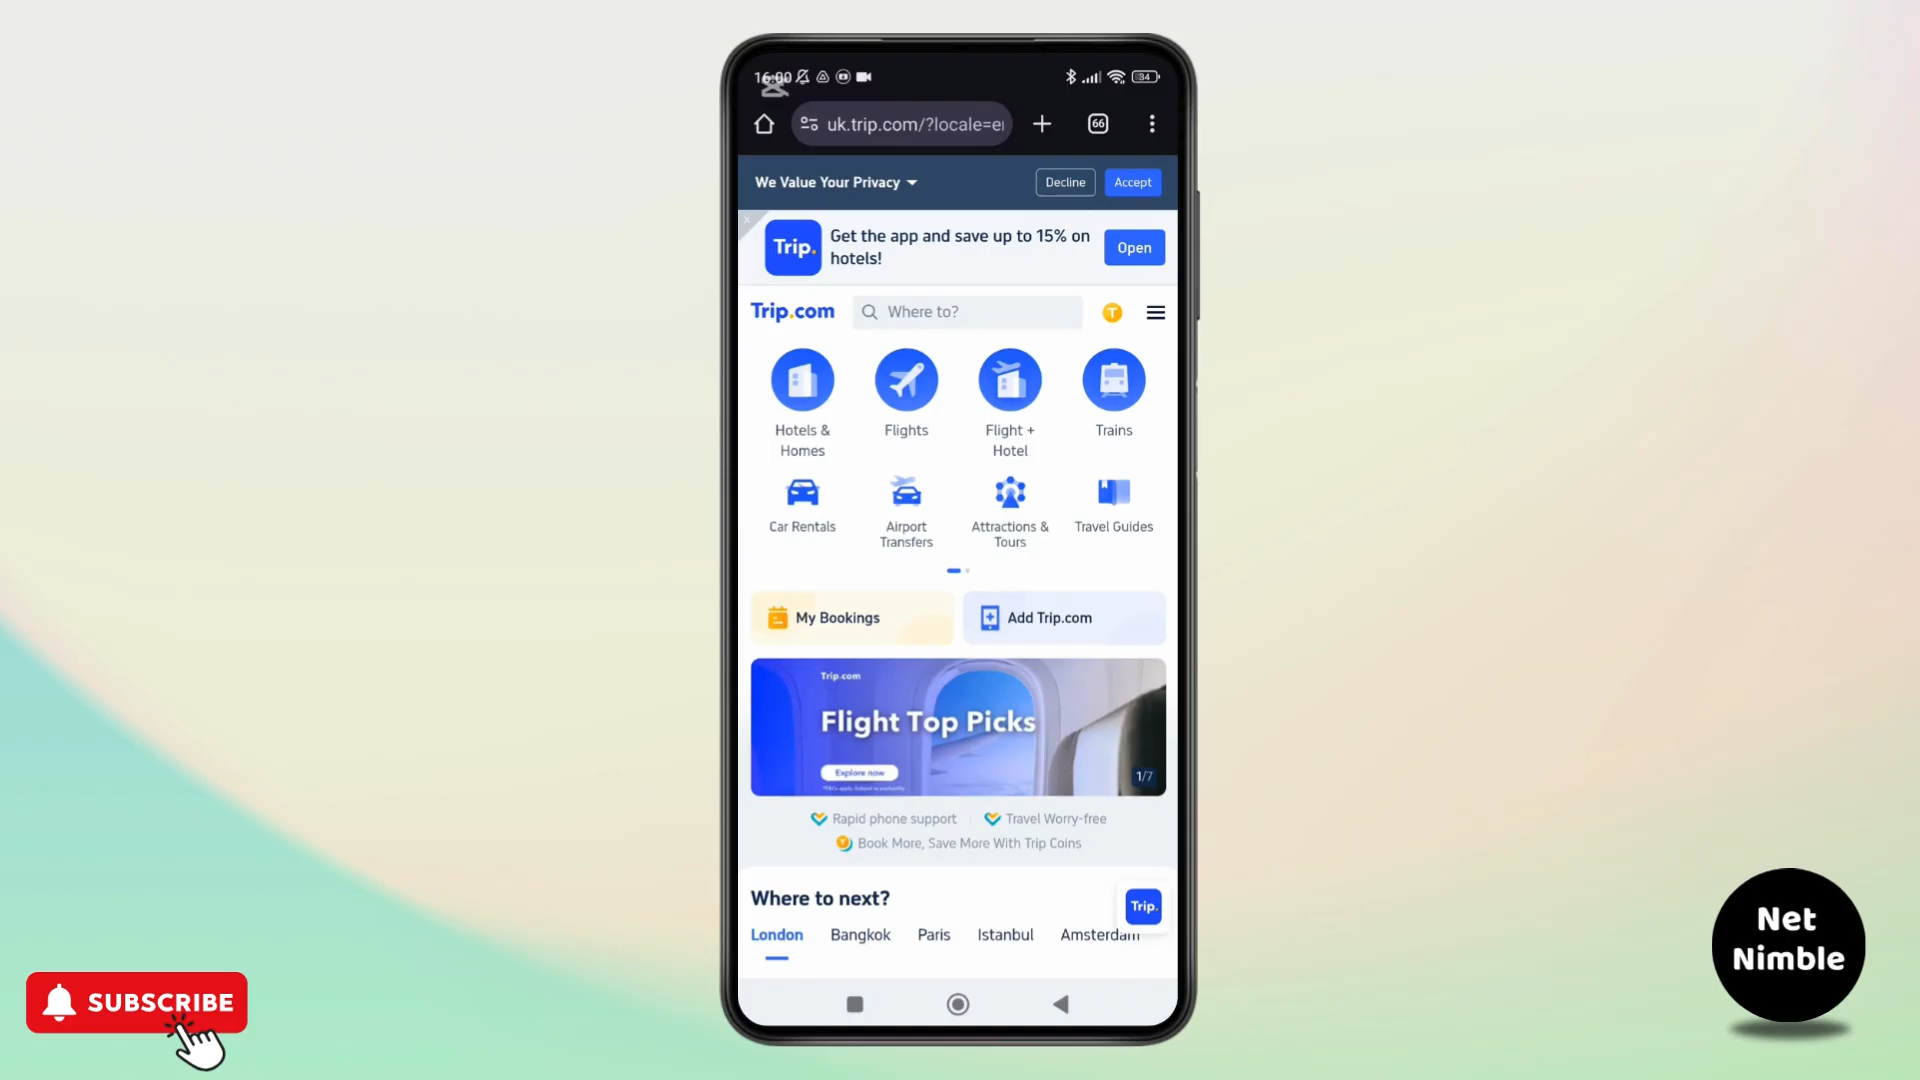 16:00
34
uk.trip.com/?locale=e
66
We Value Your Privacy
Decline
Accept
Trip.
Get the app and save up to 15% on
hotels!
Open
Trip.com
Where to?
T
Hotels &
Homes
Flights
Flight +
Hotel
Trains
Car Rentals
Airport
Transfers
Attractions &
Tours
Travel Guides
My Bookings
Add Trip.com
Trip.com
Flight Top Picks
Explore now
1/7
Rapid phone support
Travel Worry-free
Book More, Save More With Trip Coins
Where to next?
Trip.
London
Bangkok
Paris
Istanbul
Amsterdam
SUBSCRIBE
Net
Nimble